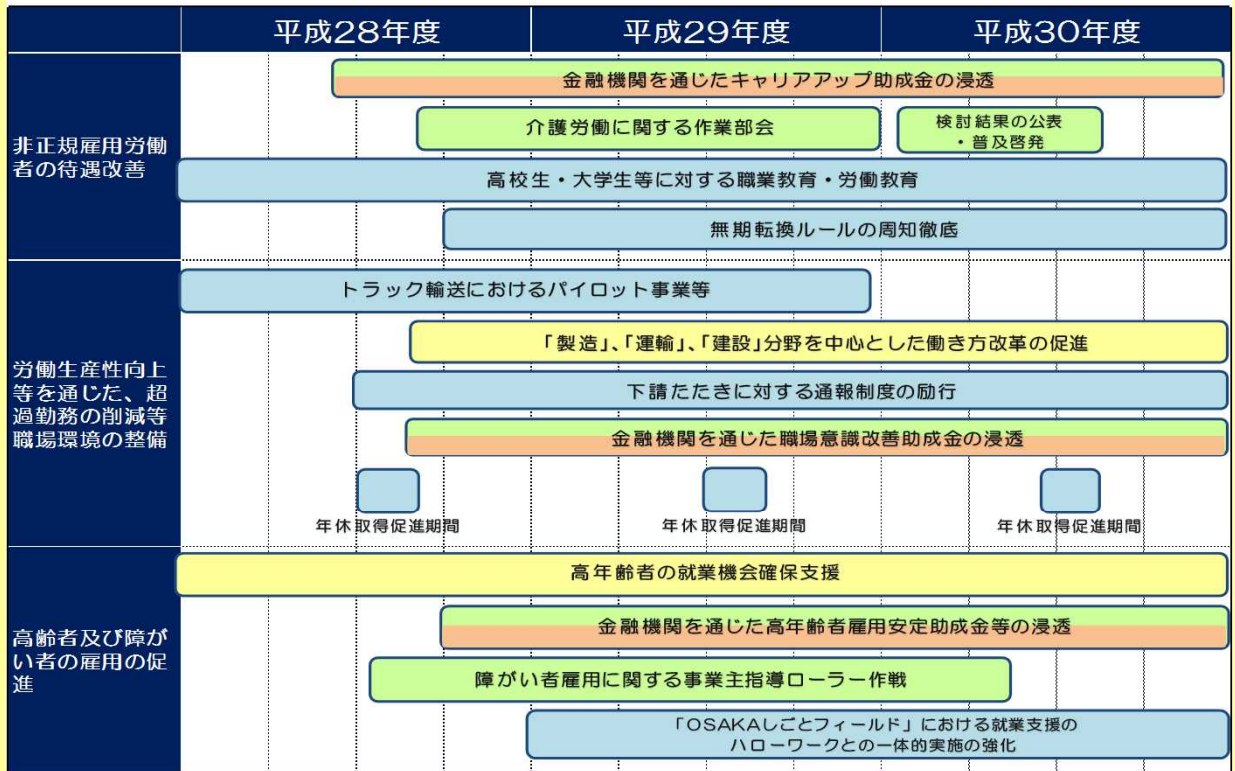 平成28年度
平成29年度
平成30年度
非正規雇用労働
者の待遇改善
金融機関を通じたキャリアアップ助成金の浸透
介護労働に関する作業部会
検討結果の公表
・普及啓発
高校生・大学生等に対する職業教育・労働教育
無期転換ルールの周知徹底
労働生産性向上
等を通じた、超
過勤務の削減等
職場環境の整備
トラック輸送におけるパイロット事業等
「製造」、「運輸」、「建設」分野を中心とした働き方改革の促進
下請たたきに対する通報制度の励行
金融機関を通じた職場意識改善助成金の浸透
年休取得促進期間
年休取得促進期間
年休取得促進期間
高齢者及び障が
い者の雇用の促
進
高年齢者の就業機会確保支援
金融機関を通じた高年齢者雇用安定助成金等の浸透
障がい者雇用に関する事業主指導ローラー作戦
「OSAKAしごとフィールド」における就業支援の
ハローワークとの一体的実施の強化